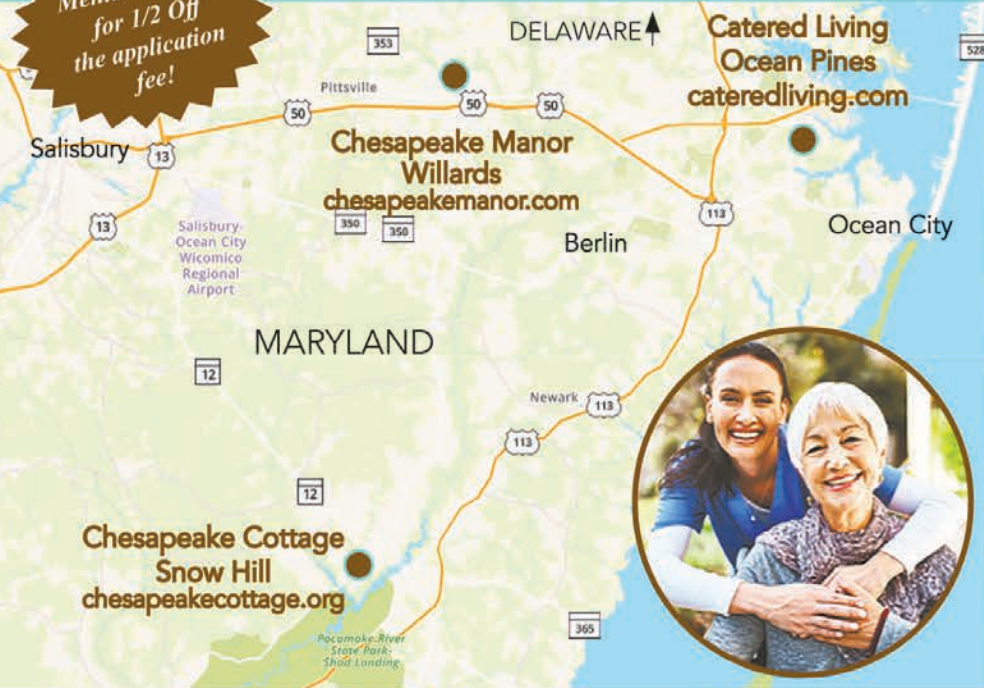 for 1/2 Off
the application
fee!
DELAWARE
Catered Living
Ocean Pines
cateredliving.com
528
353
Pittsville
50
50
50
Salisbury
13
Chesapeake Manor
Willards
chesapeakemanor.com
13
350
350
113
Salisbury-
Ocean City
Wicomico
Regional
Airport
Berlin
Ocean City
MARYLAND
12
Newark
113
113
12
Chesapeake Cottage
Snow Hill
chesapeakecottage.org
365
Pocomoke River
State Park-
Shad Landing